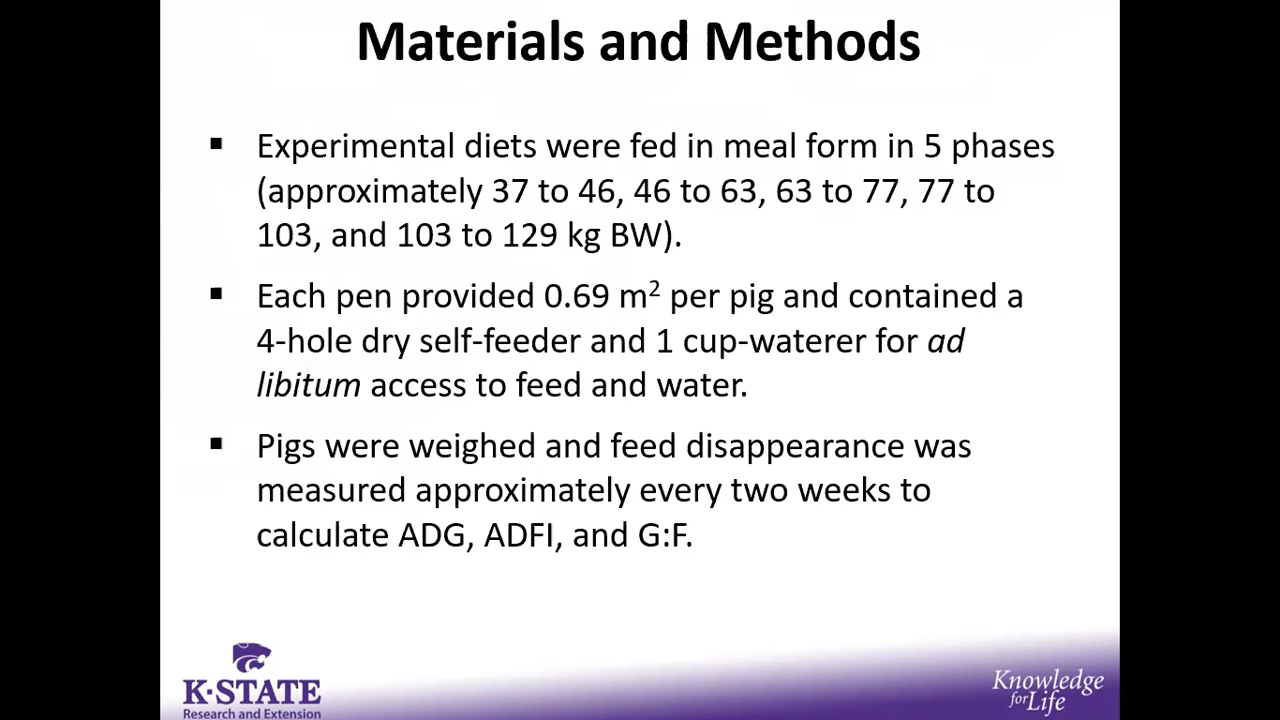 Materials and Methods
▪ Experimental diets were fed in meal form in 5 phases
(approximately 37 to 46, 46 to 63, 63 to 77, 77 to
103, and 103 to 129 kg BW).
▪ Each pen provided 0.69 m² per pig and contained a
4-hole dry self-feeder and 1 cup-waterer for ad
libitum access to feed and water.
▪ Pigs were weighed and feed disappearance was
measured approximately every two weeks to
calculate ADG, ADFI, and G:F.
K-STATE
Research and Extension
Knowledge
for Life